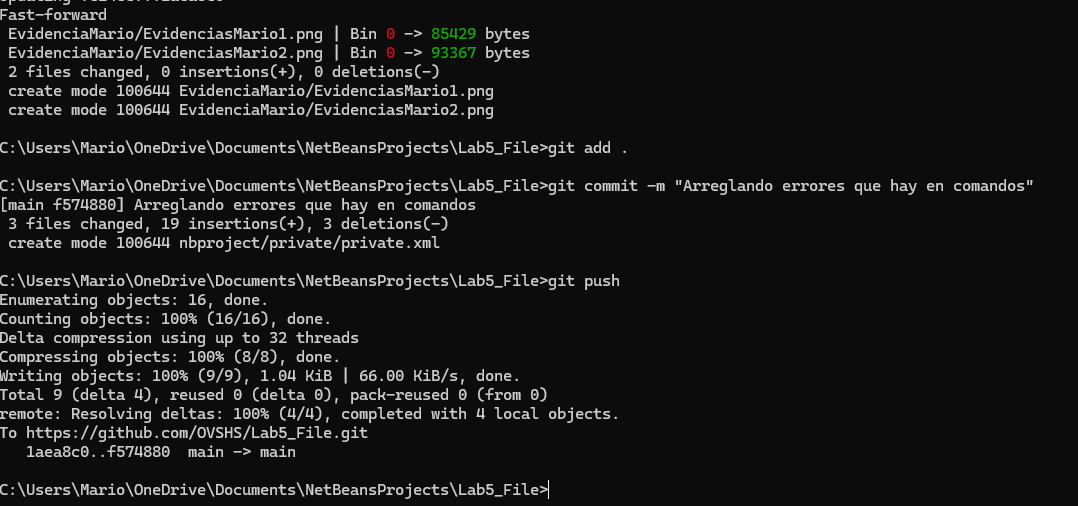 Fast-forward
 EvidenciaMario/EvidenciasMario1.png | Bin 0 -> 85429 bytes
 EvidenciaMario/EvidenciasMario2.png | Bin 0 -> 93367 bytes
 2 files changed, 0 insertions(+), 0 deletions(-)
 create mode 100644 EvidenciaMario/EvidenciasMario1.png
 create mode 100644 EvidenciaMario/EvidenciasMario2.png
C:\Users\Mario\OneDrive\Documents\NetBeansProjects\Lab5_File>git add .
C:\Users\Mario\OneDrive\Documents\NetBeansProjects\Lab5_File>git commit -m "Arreglando errores que hay en comandos"
[main f574880] Arreglando errores que hay en comandos
 3 files changed, 19 insertions(+), 3 deletions(-)
 create mode 100644 nbproject/private/private.xml
C:\Users\Mario\OneDrive\Documents\NetBeansProjects\Lab5_File>git push
Enumerating objects: 16, done.
Counting objects: 100% (16/16), done.
Delta compression using up to 32 threads
Compressing objects: 100% (8/8), done.
Writing objects: 100% (9/9), 1.04 KiB | 66.00 KiB/s, done.
Total 9 (delta 4), reused 0 (delta 0), pack-reused 0 (from 0)
remote: Resolving deltas: 100% (4/4), completed with 4 local objects.
To https://github.com/OVSHS/Lab5_File.git
   1aea8c0..f574880  main -> main
C:\Users\Mario\OneDrive\Documents\NetBeansProjects\Lab5_File>